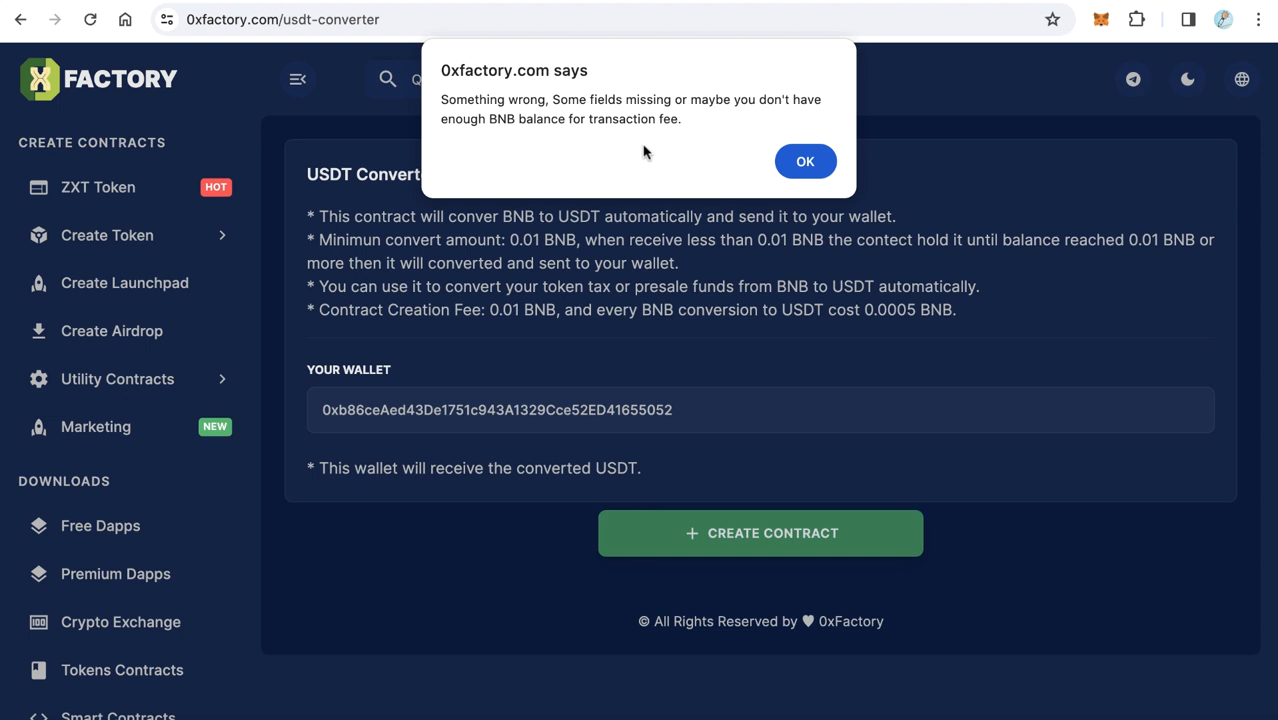 0xfactory.com/usdt-converter
FACTORY
0xfactory.com says
Something wrong, Some fields missing or maybe you don't have
enough BNB balance for transaction fee.
OK
CREATE CONTRACTS
ZXT Token
HOT
Create Token
Create Launchpad
Create Airdrop
Utility Contracts
Marketing
NEW
DOWNLOADS
Free Dapps
Premium Dapps
Crypto Exchange
Tokens Contracts
Smart Contracts
USDT Convert
* This contract will conver BNB to USDT automatically and send it to your wallet.
* Minimun convert amount: 0.01 BNB, when receive less than 0.01 BNB the contect hold it until balance reached 0.01 BNB or
more then it will converted and sent to your wallet.
* You can use it to convert your token tax or presale funds from BNB to USDT automatically.
* Contract Creation Fee: 0.01 BNB, and every BNB conversion to USDT cost 0.0005 BNB.
YOUR WALLET
0xb86ceAed43De1751c943A1329Cce52ED41655052
* This wallet will receive the converted USDT.
+ CREATE CONTRACT
© All Rights Reserved by ♥ 0xFactory